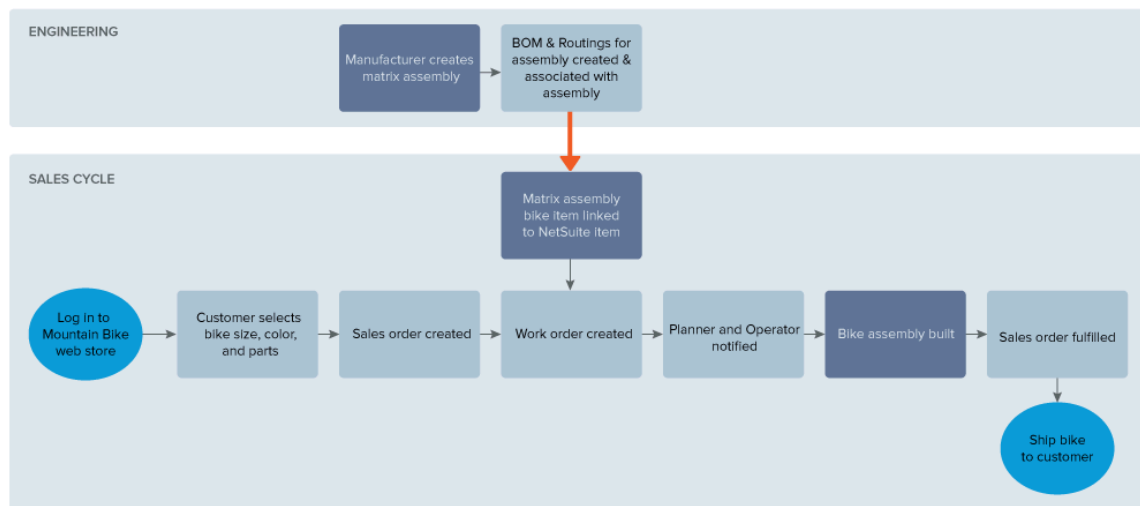 ENGINEERING
Manufacturer creates
matrix assembly
BOM & Routings for
assembly created &
associated with
assembly
SALES CYCLE
Matrix assembly
bike item linked
to NetSuite item
Log in to
Mountain Bike
web store
Customer selects
bike size, color,
and parts
Sales order created
Work order created
Planner and Operator
notified
Bike assembly built
Sales order fulfilled
Ship bike
to customer